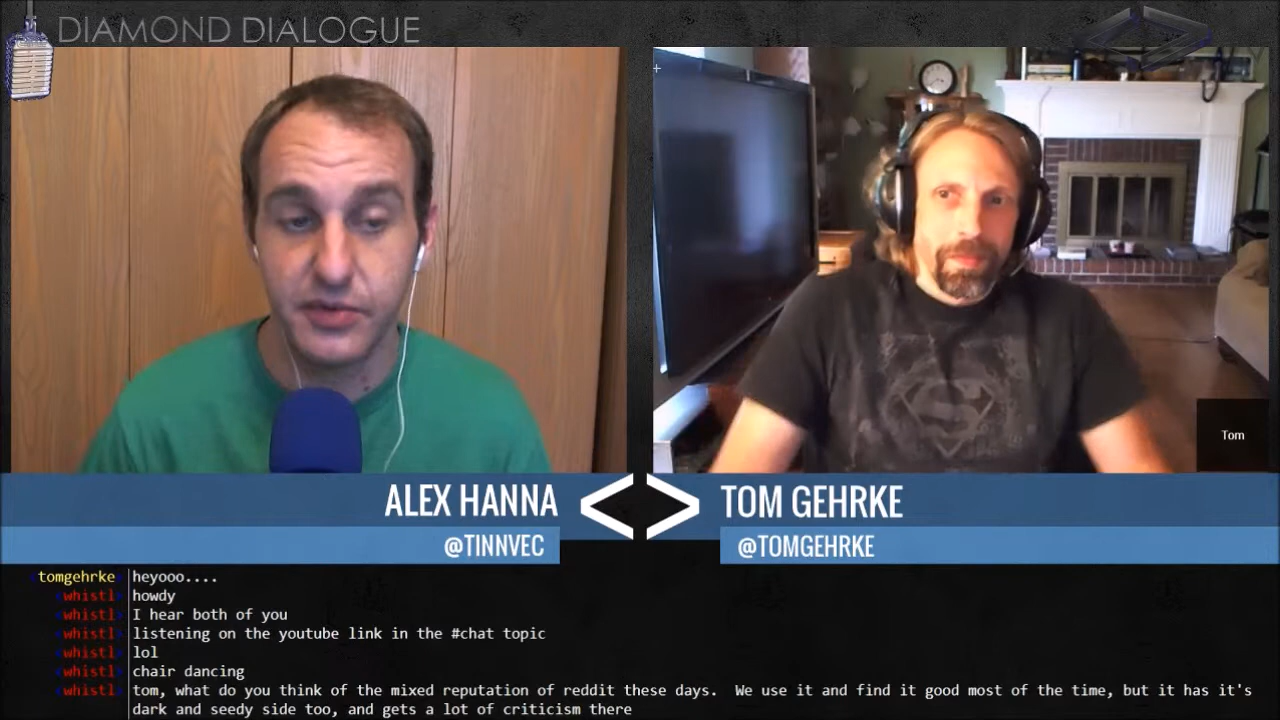 DIAMOND DIALOGUE
Tom
ALEX HANNA
TOM GEHRKE
@TINNVEC
@TOMGEHRKE
tomgehrke heyooo....
<whistl> howdy
<whistl> I hear both of you
<whistl> listening on the youtube link in the #chat topic
<whistl> lol
<whistl> chair dancing
<whistl> tom, what do you think of the mixed reputation of reddit these days.  We use it and find it good most of the time, but it has it's
dark and seedy side too, and gets a lot of criticism there